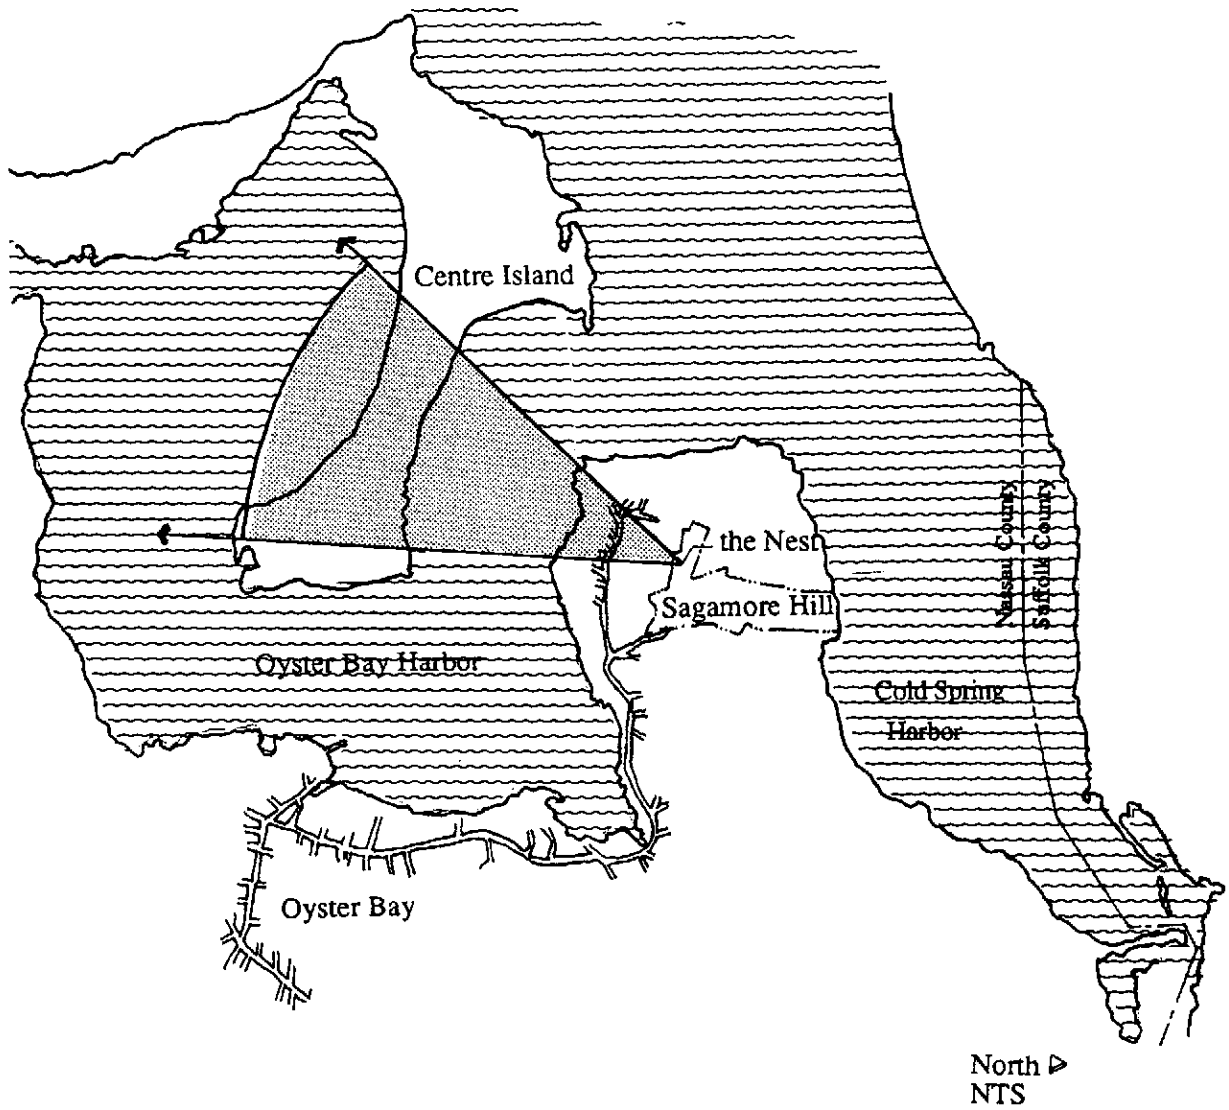 Centre Island
the Nest
Nassau County
Suffolk County
Sagamore Hill
Oyster Bay Harbor
Cold Spring
Harbor
Oyster Bay
North
NTS